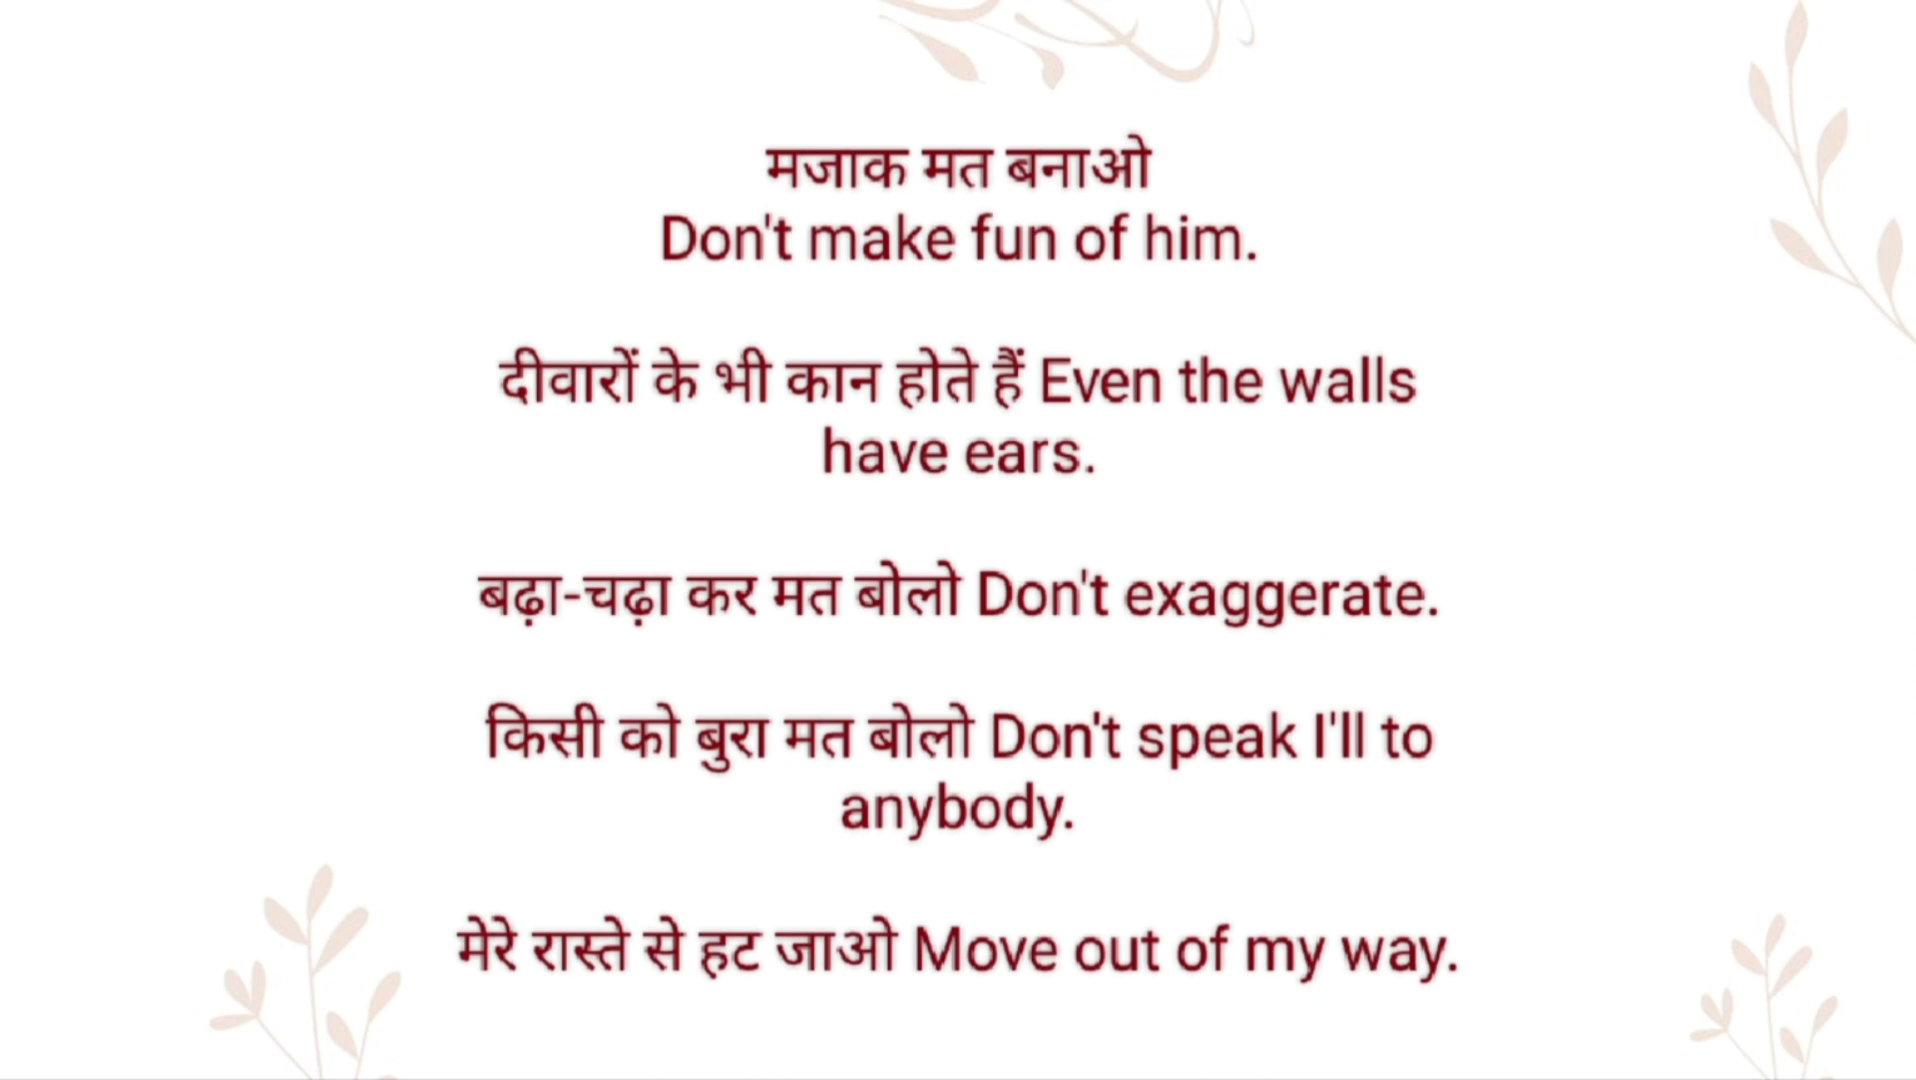 मजाक मत बनाओ
Don't make fun of him.
दीवारों के भी कान होते हैं Even the walls
have ears.
बढ़ा-चढ़ा कर मत बोलो Don't exaggerate.
किसी को बुरा मत बोलो Don't speak I'll to
anybody.
मेरे रास्ते से हट जाओ Move out of my way.